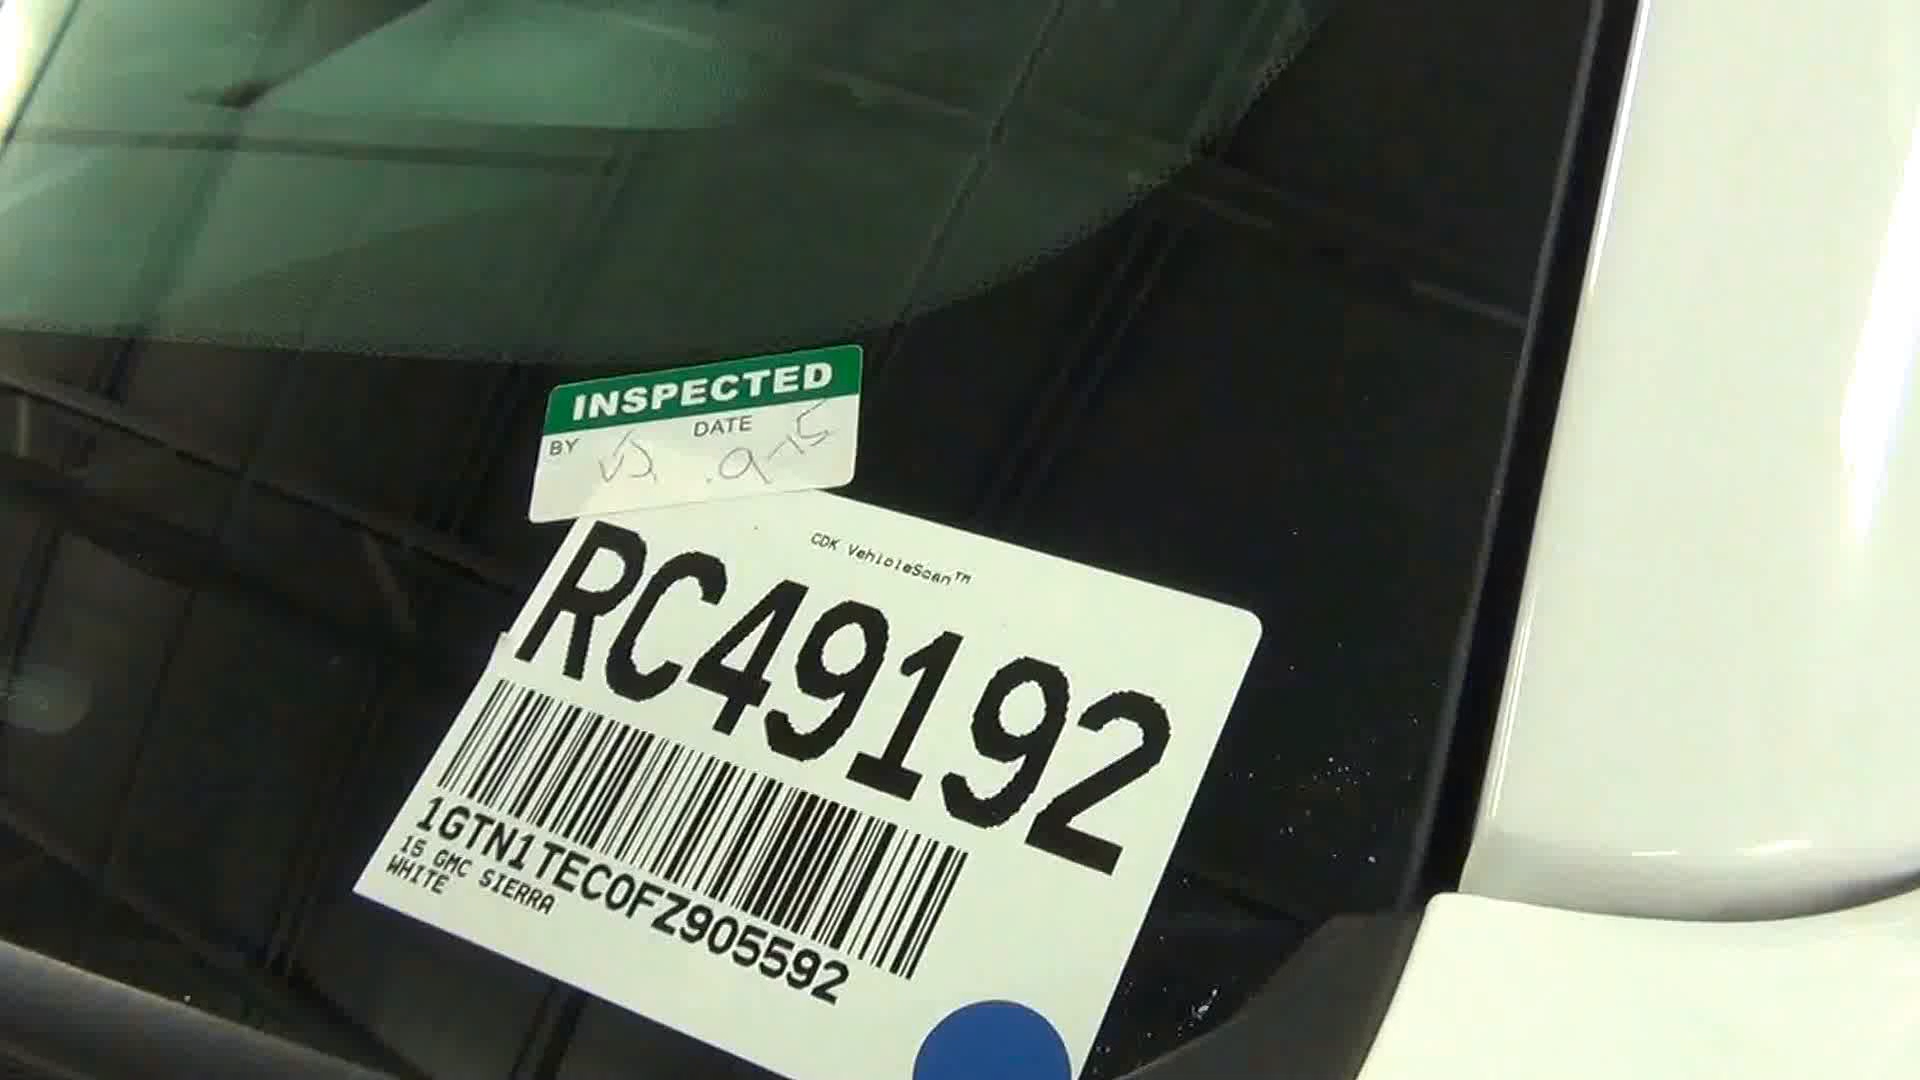 INSPECTED
BY DATE
CDK VehicleScan™
RC49192
1GTN1TEC0FZ905592
15 GMC SIERRA
WHITE